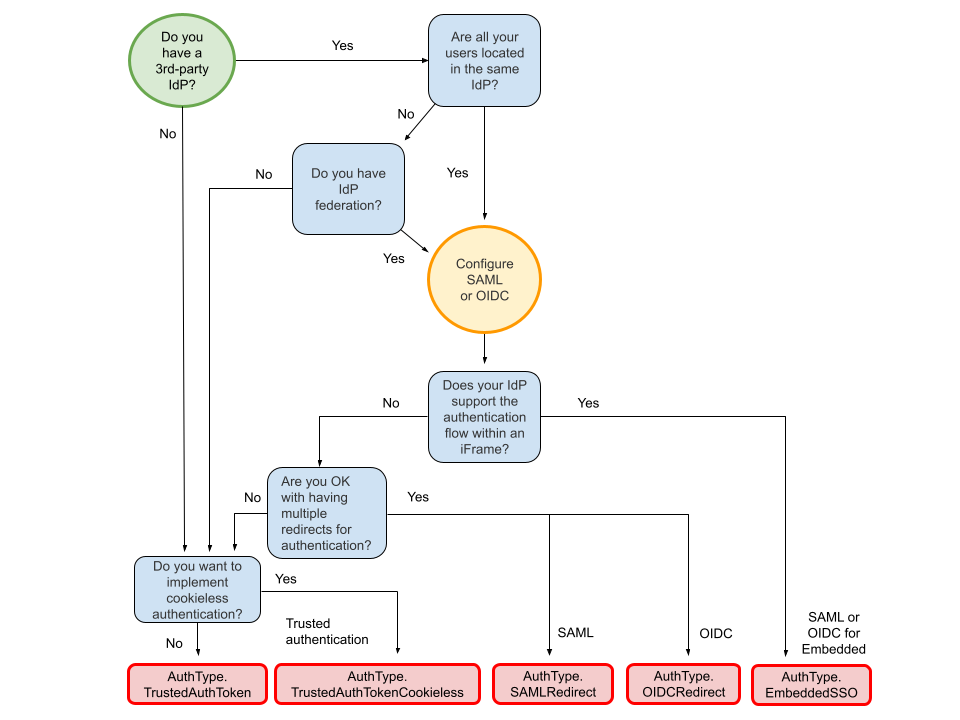 Do you
have a
3rd-party
IdP?
Yes
Are all your
users located
in the same
IdP?
No
No
Do you have
IdP
federation?
No
Yes
Yes
Configure
SAML
or OIDC
Does your IdP
support the
authentication
flow within an
iFrame?
No
Yes
Are you OK
with having
multiple
redirects for
authentication?
No
Yes
Do you want to
implement
cookieless
authentication?
Yes
Trusted
authentication
No
SAML
OIDC
SAML or
OIDC for
Embedded
AuthType.
TrustedAuthToken
AuthType.
TrustedAuthTokenCookieless
AuthType.
SAMLRedirect
AuthType.
OIDCRedirect
AuthType.
EmbeddedSSO